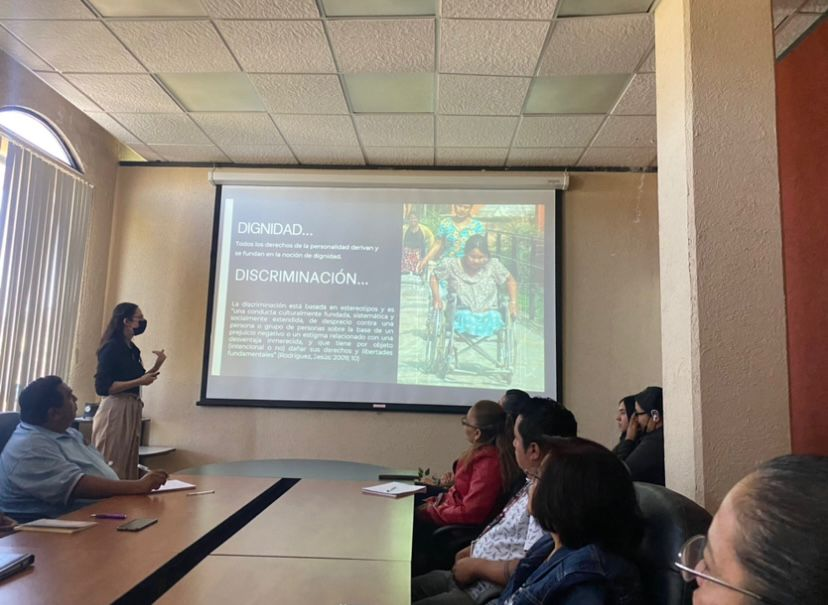 DIGNIDAD...
Todos los derechos de la personalidad derivan y
se fundan en la noción de dignidad.
DISCRIMINACIÓN...
La discriminación está basada en estereotipos y es
"una conducta culturalmente fundada, sistemática y
socialmente extendida, de desprecio contra una
persona o grupo de personas sobre la base de un
prejuicio negativo o un estigma relacionado con una
desventaja inmerecida, y que tiene por objeto
(intencional o no) dañar sus derechos y libertades
fundamentales" (Rodríguez, Jesús; 2009, 10)